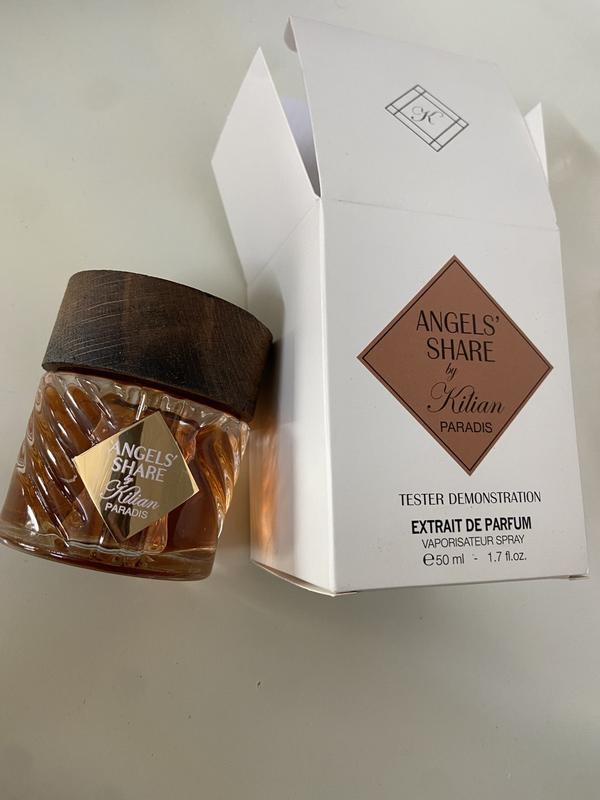 K
ANGELS'
SHARE
by
Kilian
PARADIS
TESTER DEMONSTRATION
EXTRAIT DE PARFUM
VAPORISATEUR SPRAY
℮ 50 ml - 1.7 fl.oz.
ANGELS'
SHARE
by
Kilian
PARADIS